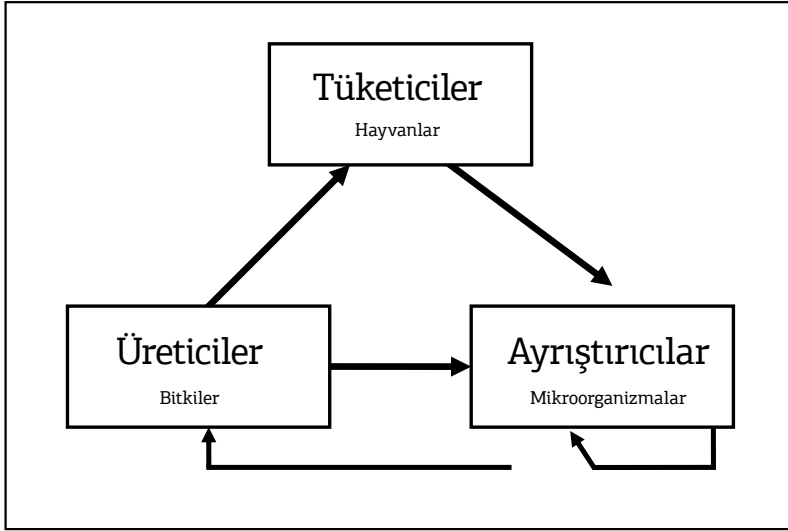 Tüketiciler
Hayvanlar
Üreticiler
Bitkiler
Ayrıştırıcılar
Mikroorganizmalar